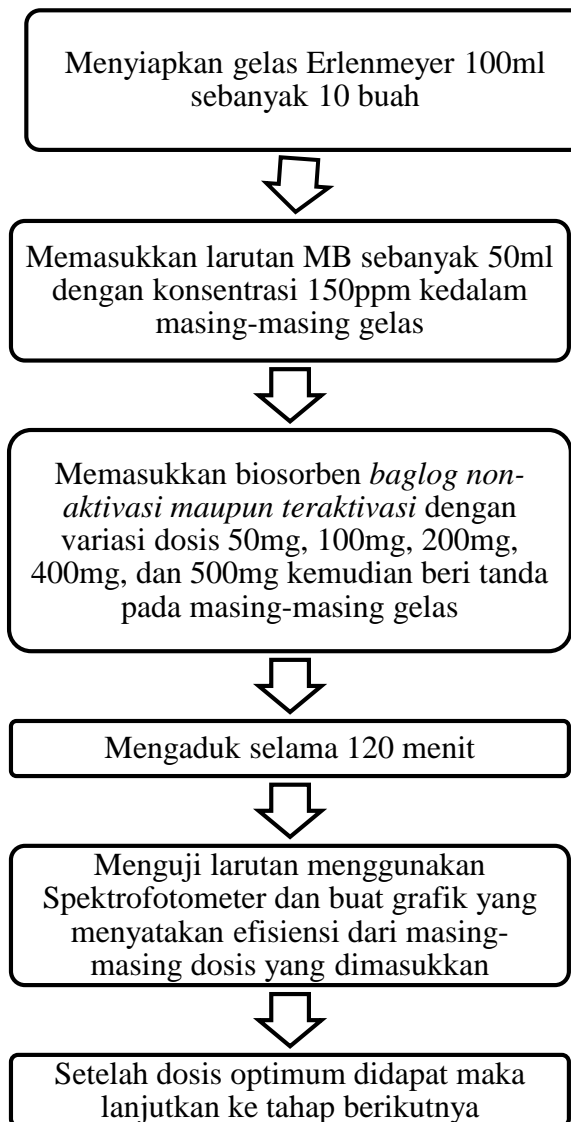 Menyiapkan gelas Erlenmeyer 100ml
sebanyak 10 buah
Memasukkan larutan MB sebanyak 50ml
dengan konsentrasi 150ppm kedalam
masing-masing gelas
Memasukkan biosorben baglog non-
aktivasi maupun teraktivasi dengan
variasi dosis 50mg, 100mg, 200mg,
400mg, dan 500mg kemudian beri tanda
pada masing-masing gelas
Mengaduk selama 120 menit
Menguji larutan menggunakan
Spektrofotometer dan buat grafik yang
menyatakan efisiensi dari masing-
masing dosis yang dimasukkan
Setelah dosis optimum didapat maka
lanjutkan ke tahap berikutnya